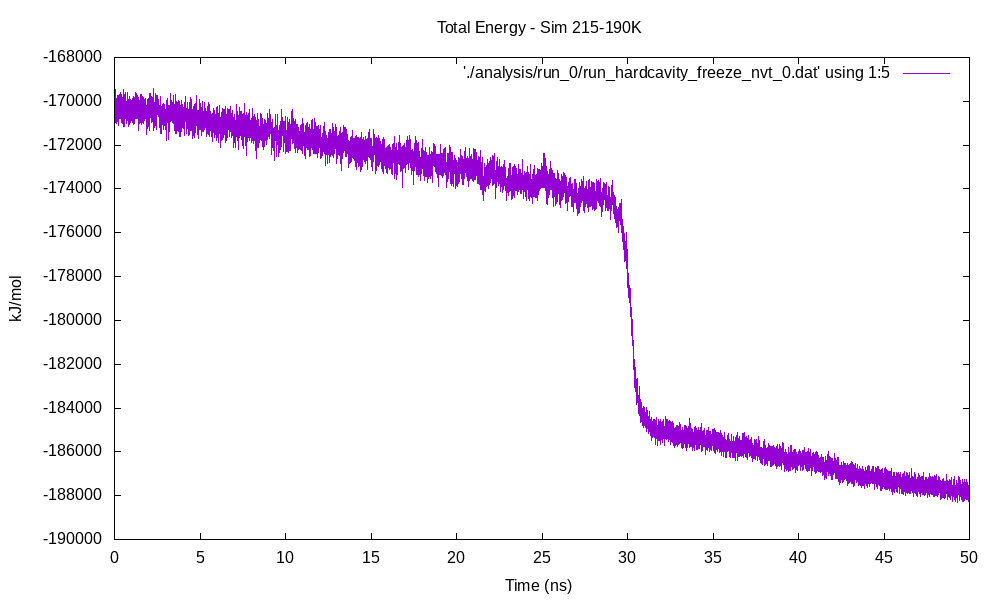 Total Energy - Sim 215-190K
'./analysis/run_0/run_hardcavity_freeze_nvt_0.dat' using 1:5
-168000
-170000
-172000
-174000
-176000
-178000
-180000
-182000
-184000
-186000
-188000
-190000
kJ/mol
0 5 10 15 20 25 30 35 40 45 50
Time (ns)